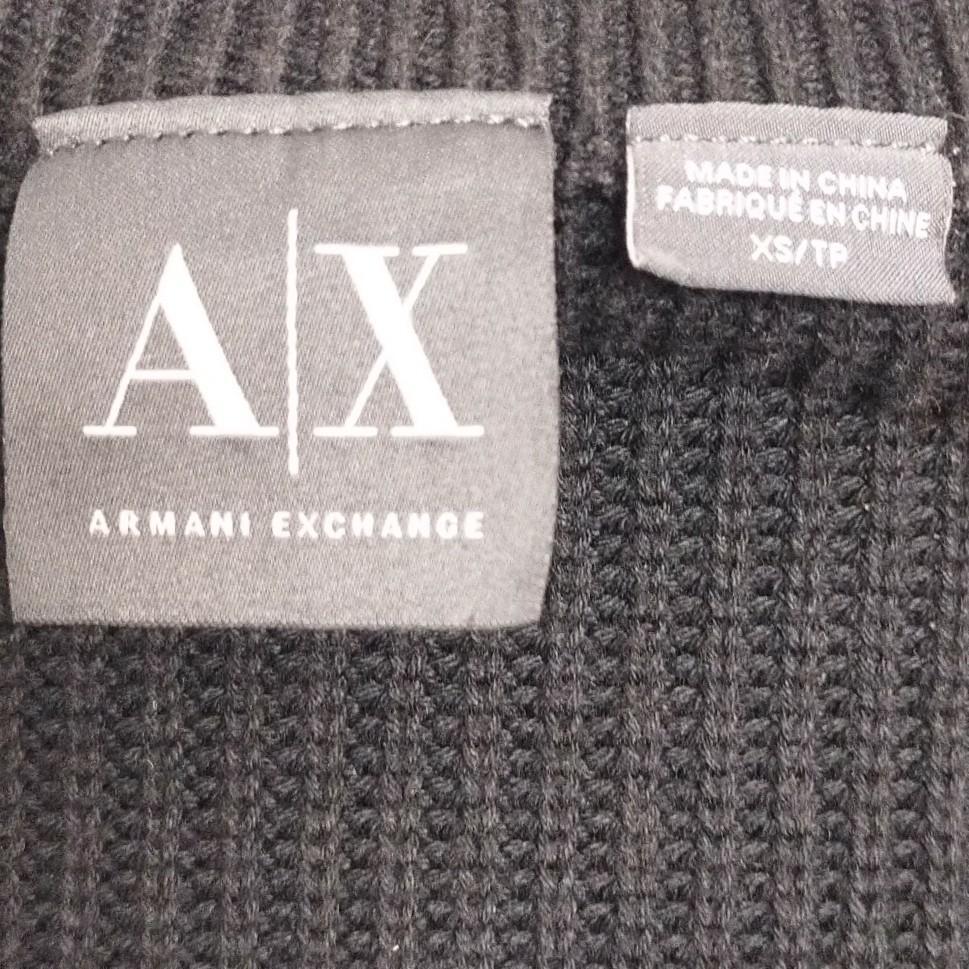 A|X
ARMANI EXCHANGE
MADE IN CHINA
FABRIQUÉ EN CHINE
XS/TP